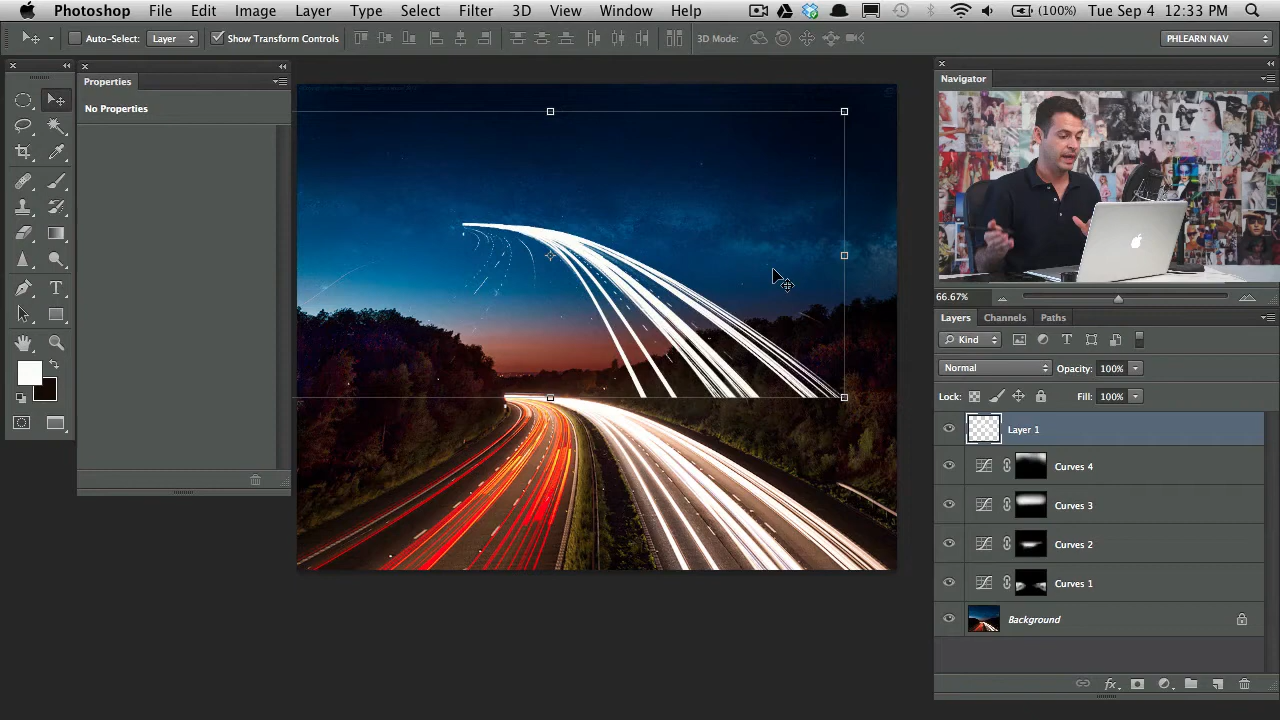 Photoshop File Edit Image Layer Type Select Filter 3D View Window Help (100%) Tue Sep 4 12:33 PM
Auto-Select: Layer Show Transform Controls 3D Mode: PHLEARN NAV
Properties
No Properties
Navigator
66.67%
Layers Channels Paths
Kind
Normal Opacity: 100%
Lock: Fill: 100%
Layer 1
Curves 4
Curves 3
Curves 2
Curves 1
Background